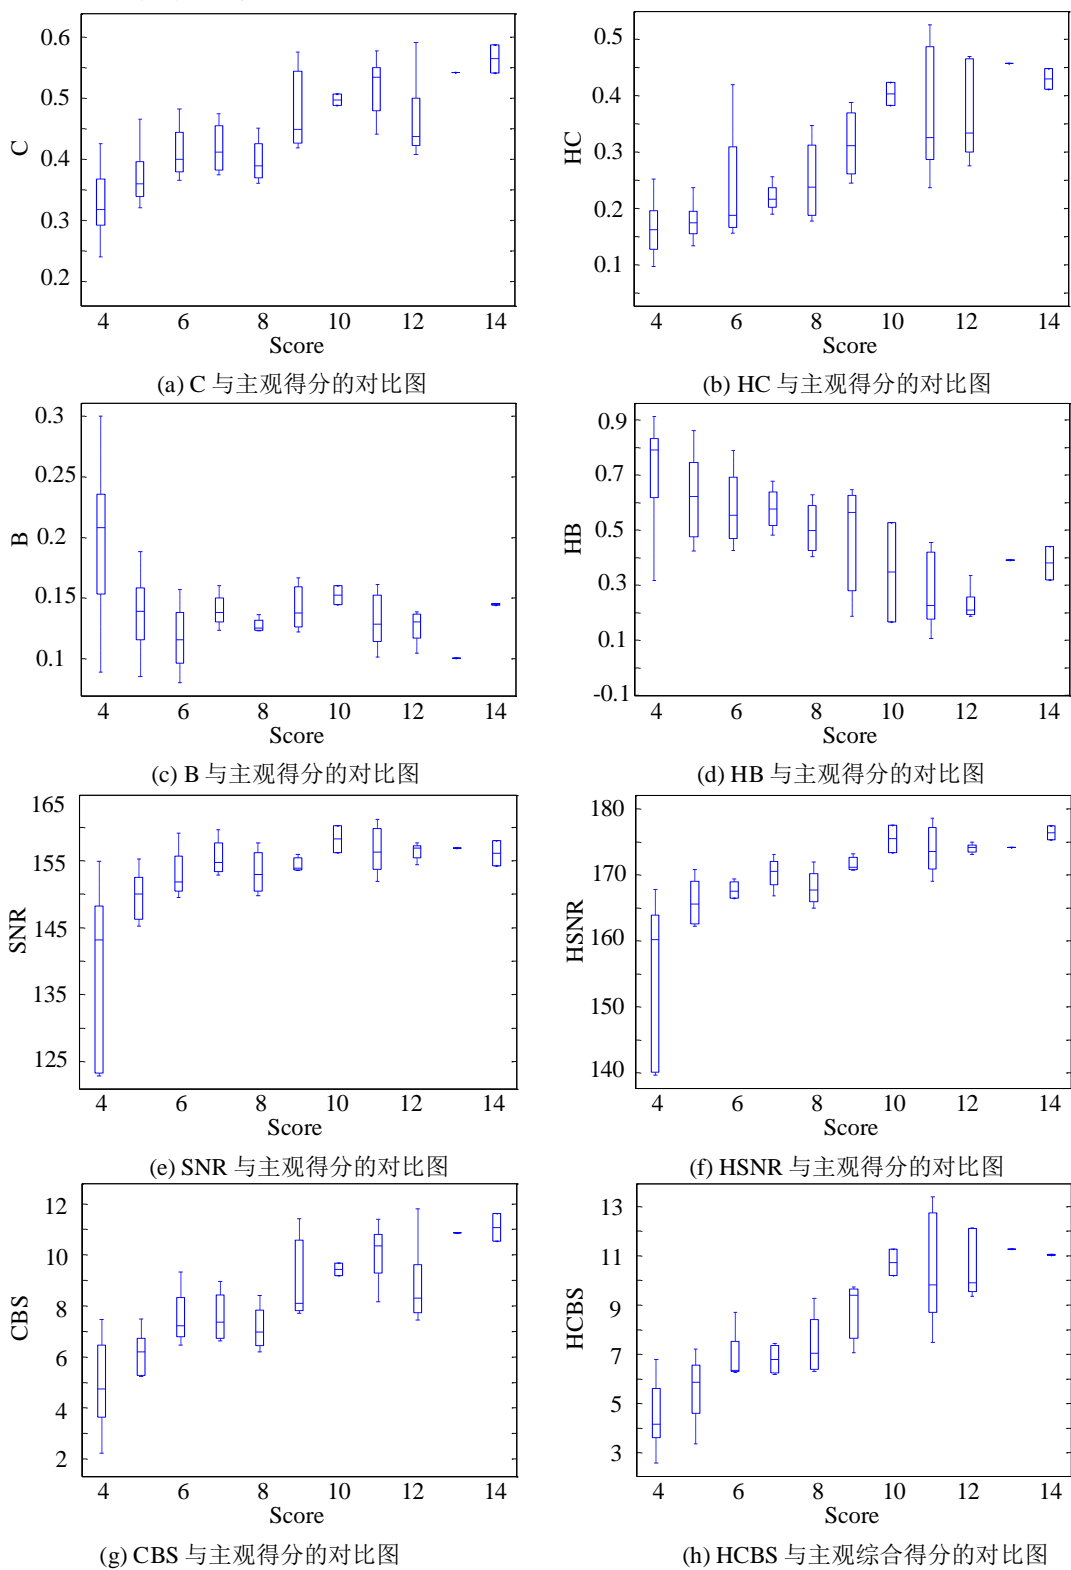 0.6
0.5
0.4
0.3
0.2
C
4 6 8 10 12 14
Score
(a) C 与主观得分的对比图
0.5
0.4
0.3
0.2
0.1
HC
4 6 8 10 12 14
Score
(b) HC 与主观得分的对比图
0.3
0.25
0.2
0.15
0.1
B
4 6 8 10 12 14
Score
(c) B 与主观得分的对比图
0.9
0.7
0.5
0.3
0.1
-0.1
HB
4 6 8 10 12 14
Score
(d) HB 与主观得分的对比图
165
155
145
135
125
SNR
4 6 8 10 12 14
Score
(e) SNR 与主观得分的对比图
180
170
160
150
140
HSNR
4 6 8 10 12 14
Score
(f) HSNR 与主观得分的对比图
12
10
8
6
4
2
CBS
4 6 8 10 12 14
Score
(g) CBS 与主观得分的对比图
13
11
9
7
5
3
HCBS
4 6 8 10 12 14
Score
(h) HCBS 与主观综合得分的对比图